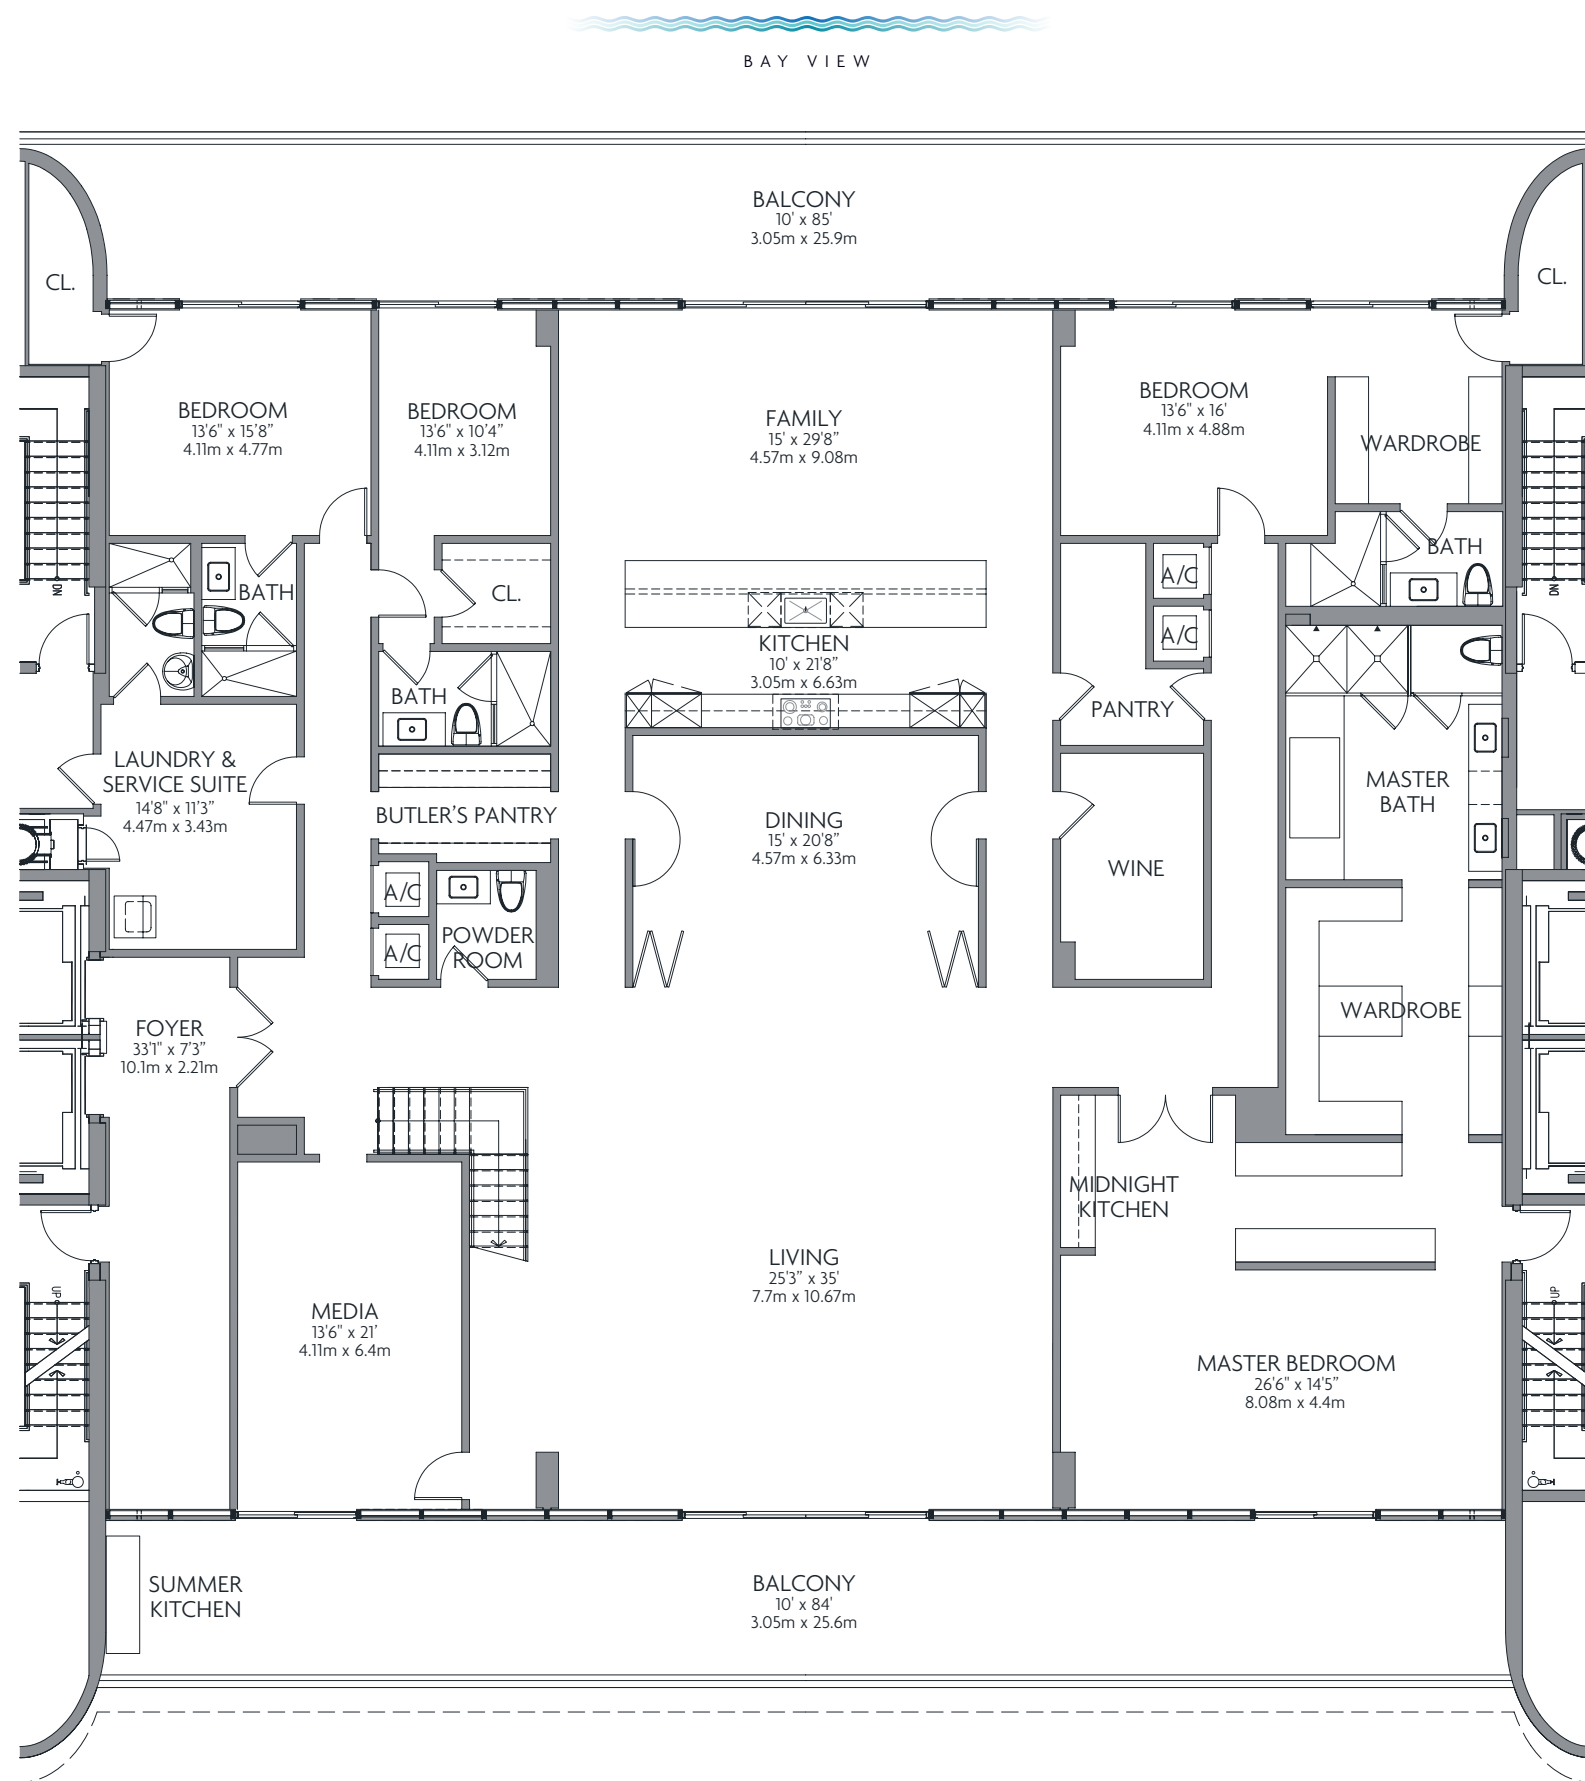 BAY VIEW
BALCONY
10' x 85'
3.05m x 25.9m
CL.
CL.
BEDROOM
13'6" x 15'8"
4.11m x 4.77m
BEDROOM
13'6" x 10'4"
4.11m x 3.12m
FAMILY
15' x 29'8"
4.57m x 9.08m
BEDROOM
13'6" x 16'
4.11m x 4.88m
WARDROBE
DN
BATH
CL.
A/C
BATH
DN
A/C
KITCHEN
10' x 21'8"
3.05m x 6.63m
BATH
PANTRY
LAUNDRY &
SERVICE SUITE
14'8" x 11'3"
4.47m x 3.43m
BUTLER'S PANTRY
DINING
15' x 20'8"
4.57m x 6.33m
MASTER
BATH
WINE
A/C
POWDER
ROOM
A/C
FOYER
33'1" x 7'3"
10.1m x 2.21m
WARDROBE
MIDNIGHT
KITCHEN
LIVING
25'3" x 35'
7.7m x 10.67m
UP
UP
MEDIA
13'6" x 21'
4.11m x 6.4m
MASTER BEDROOM
26'6" x 14'5"
8.08m x 4.4m
SUMMER
KITCHEN
BALCONY
10' x 84'
3.05m x 25.6m